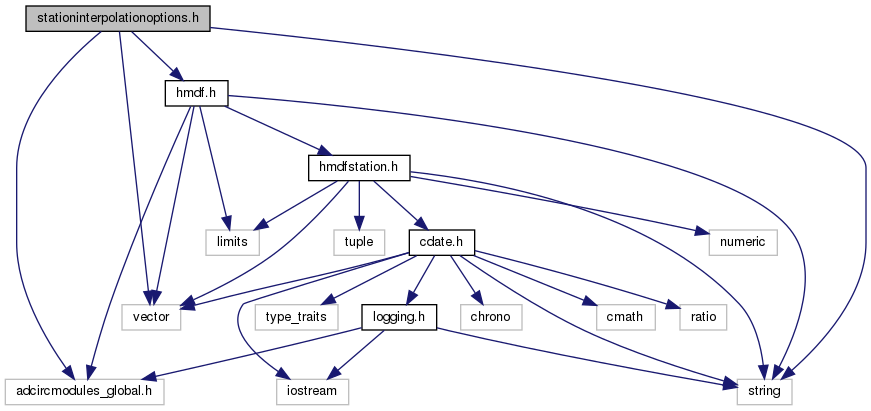 stationinterpolationoptions.h
hmdf.h
hmdfstation.h
limits
tuple
cdate.h
numeric
vector
type_traits
logging.h
chrono
cmath
ratio
adcircmodules_global.h
iostream
string